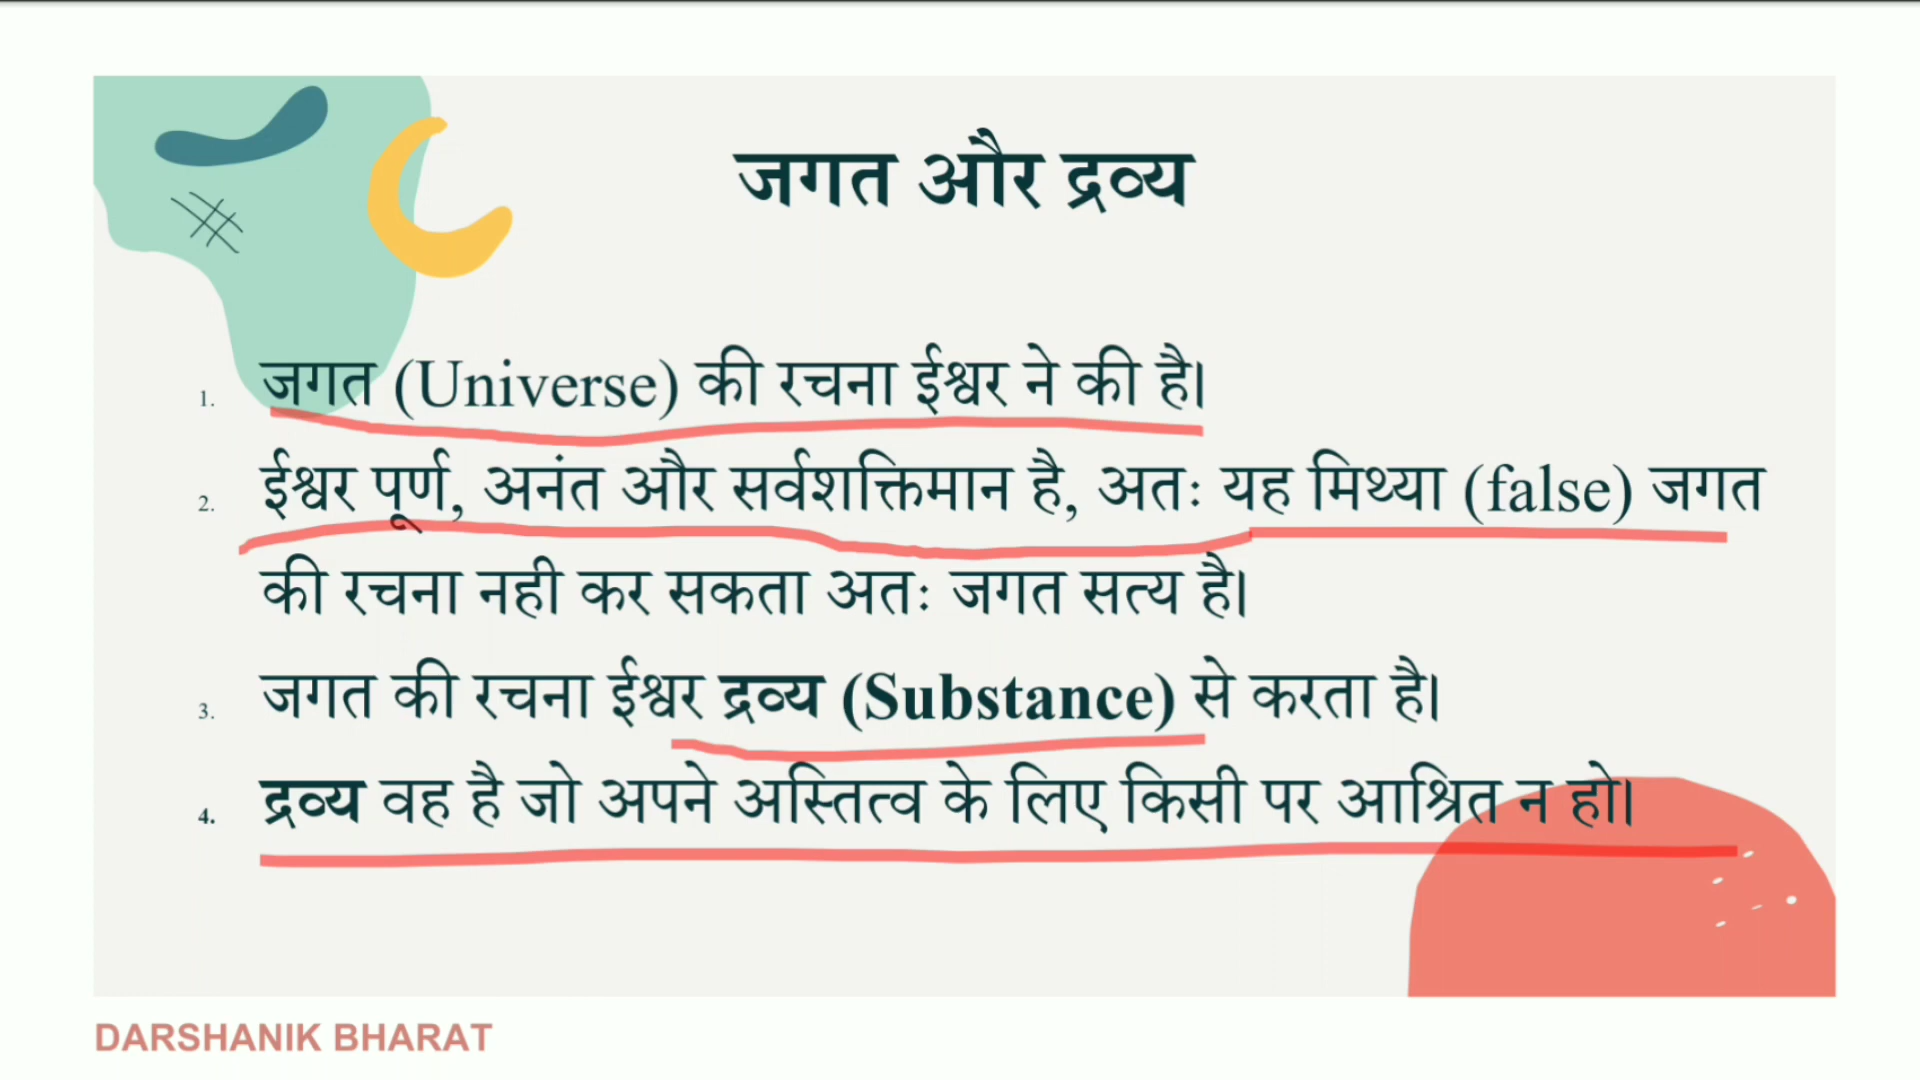 जगत और द्रव्य
1. जगत (Universe) की रचना ईश्वर ने की है।
2. ईश्वर पूर्ण, अनंत और सर्वशक्तिमान है, अतः यह मिथ्या (false) जगत
की रचना नही कर सकता अतः जगत सत्य है।
3. जगत की रचना ईश्वर द्रव्य (Substance) से करता है।
4. द्रव्य वह है जो अपने अस्तित्व के लिए किसी पर आश्रित न हो।
DARSHANIK BHARAT